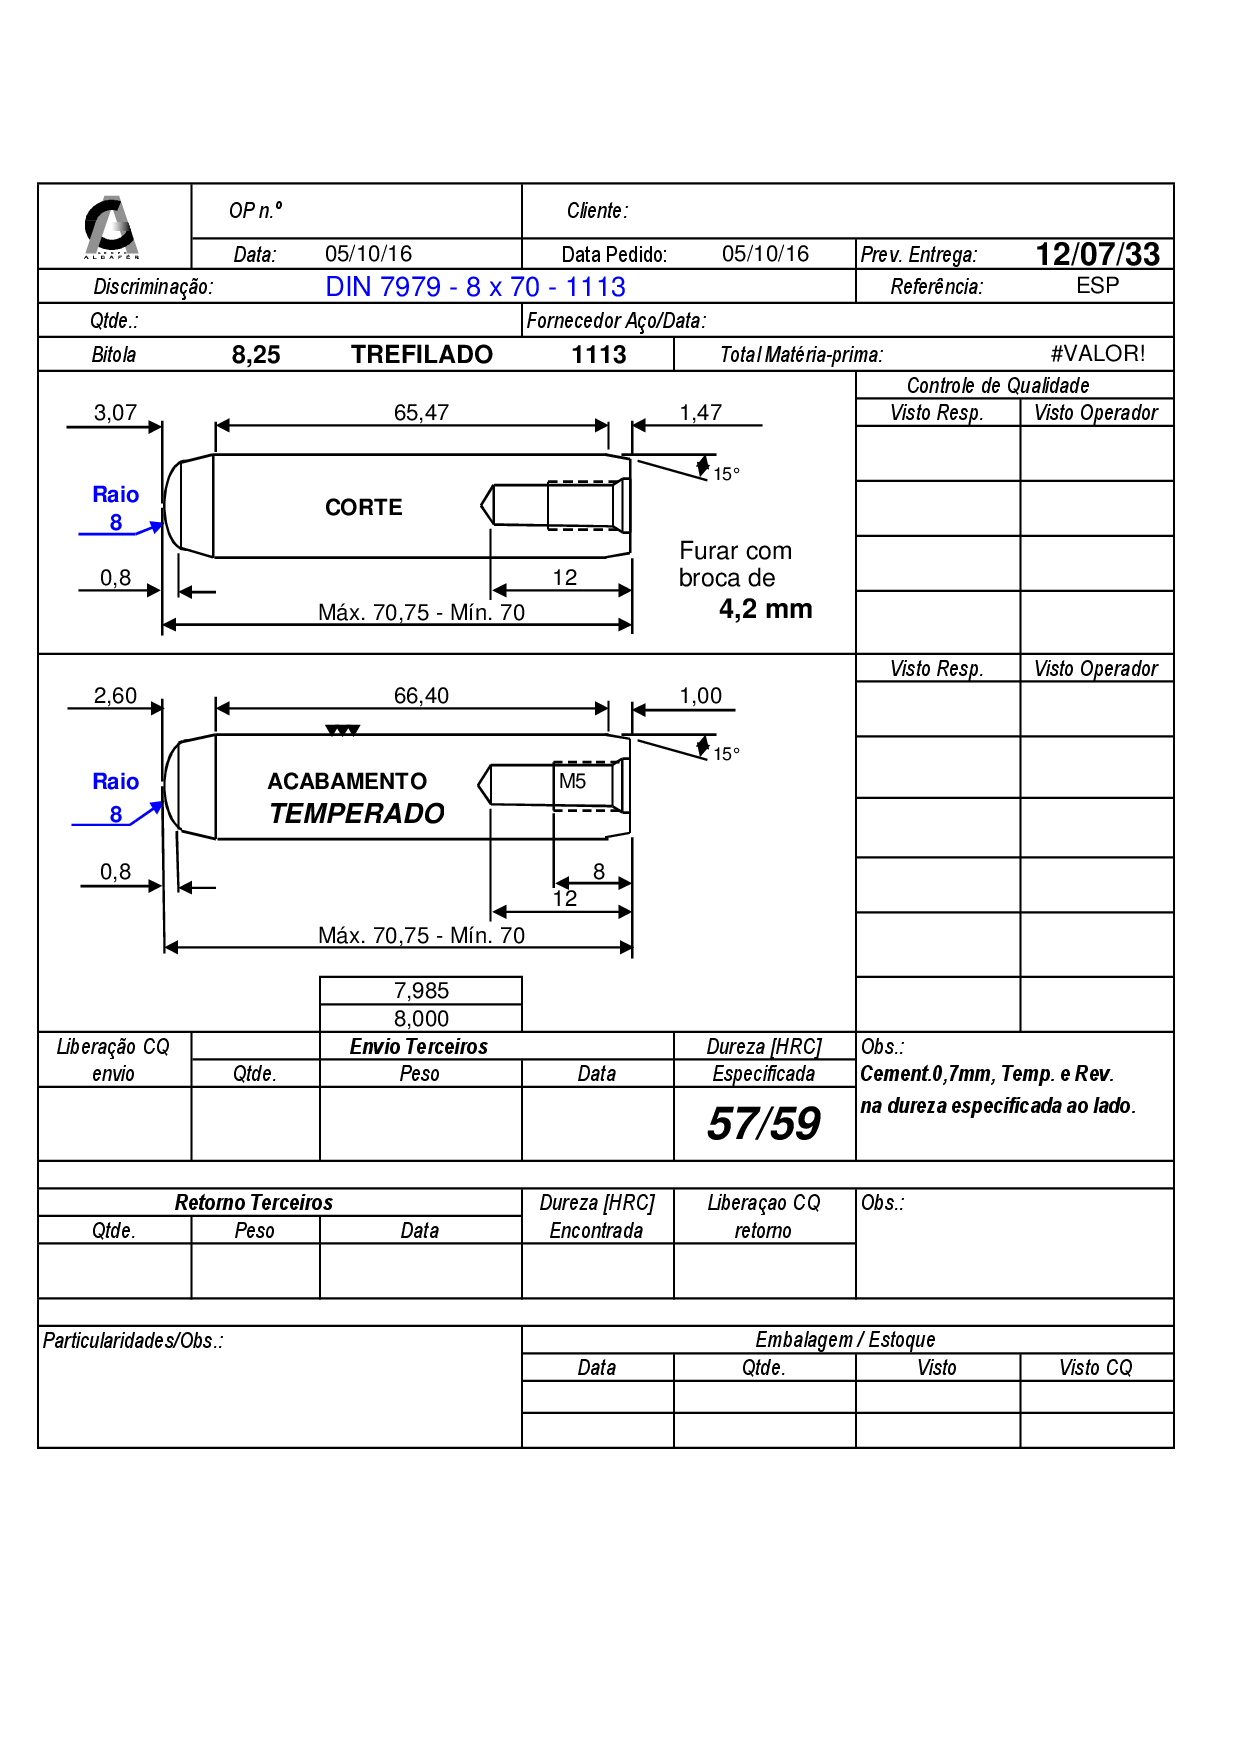 GRUPO
ALBAFER
OP n.º
Cliente:
Data: 05/10/16 Data Pedido: 05/10/16 Prev. Entrega: 12/07/33
Discriminação: DIN 7979 - 8 x 70 - 1113 Referência: ESP
Qtde.: Fornecedor Aço/Data:
Bitola 8,25 TREFILADO 1113 Total Matéria-prima: #VALOR!
Controle de Qualidade
Visto Resp. Visto Operador
3,07 65,47 1,47
15°
Raio
8
CORTE
Furar com
broca de
4,2 mm
0,8 12
Máx. 70,75 - Mín. 70
Visto Resp. Visto Operador
2,60 66,40 1,00
15°
Raio
8
ACABAMENTO
TEMPERADO
M5
0,8 8
12
Máx. 70,75 - Mín. 70
7,985
8,000
Liberação CQ
envio
Envio Terceiros
Qtde. Peso Data
Dureza [HRC]
Especificada
57/59
Obs.:
Cement.0,7mm, Temp. e Rev.
na dureza especificada ao lado.
Retorno Terceiros
Qtde. Peso Data
Dureza [HRC]
Encontrada
Liberaçao CQ
retorno
Obs.:
Particularidades/Obs.:
Embalagem / Estoque
Data Qtde. Visto Visto CQ